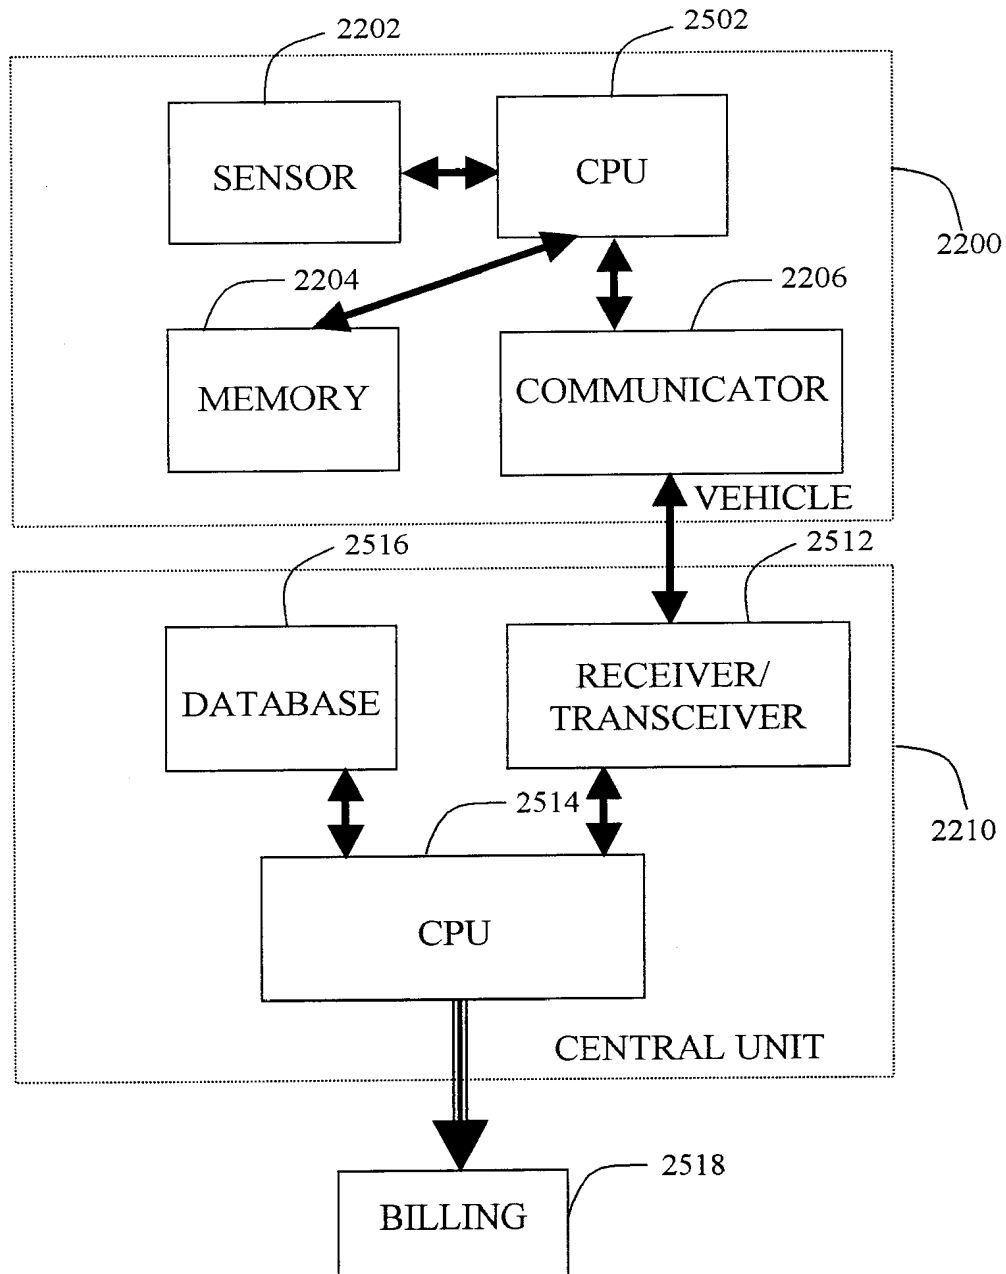 2202
2502
SENSOR
CPU
2200
2204
2206
MEMORY
COMMUNICATOR
VEHICLE
2516
2512
DATABASE
RECEIVER/
TRANSCEIVER
2514
2210
CPU
CENTRAL UNIT
2518
BILLING